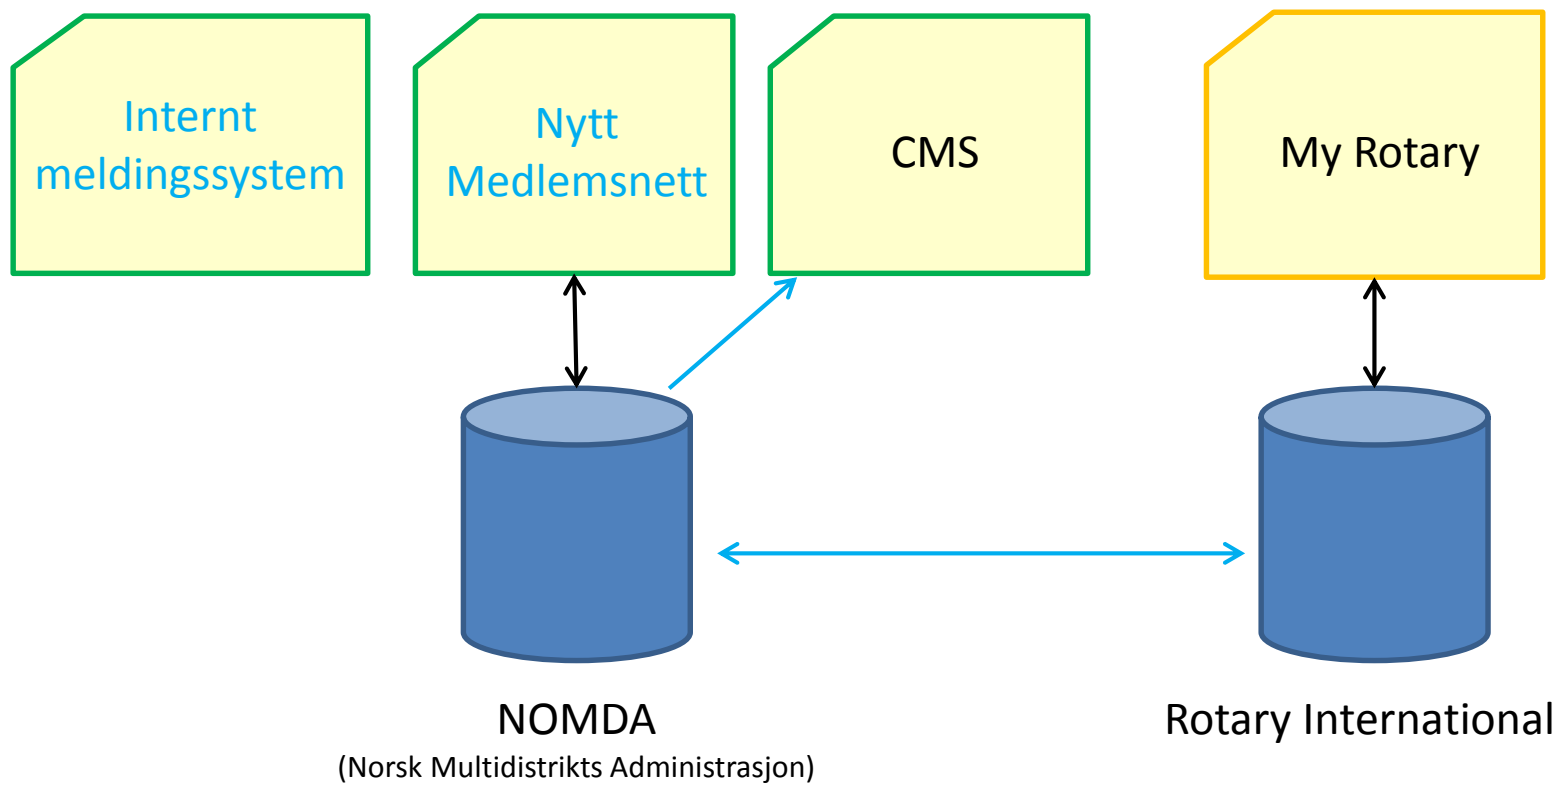 Internt
meldingssystem
Nytt
Medlemsnett
CMS
My Rotary
NOMDA
(Norsk Multidistrikts Administrasjon)
Rotary International